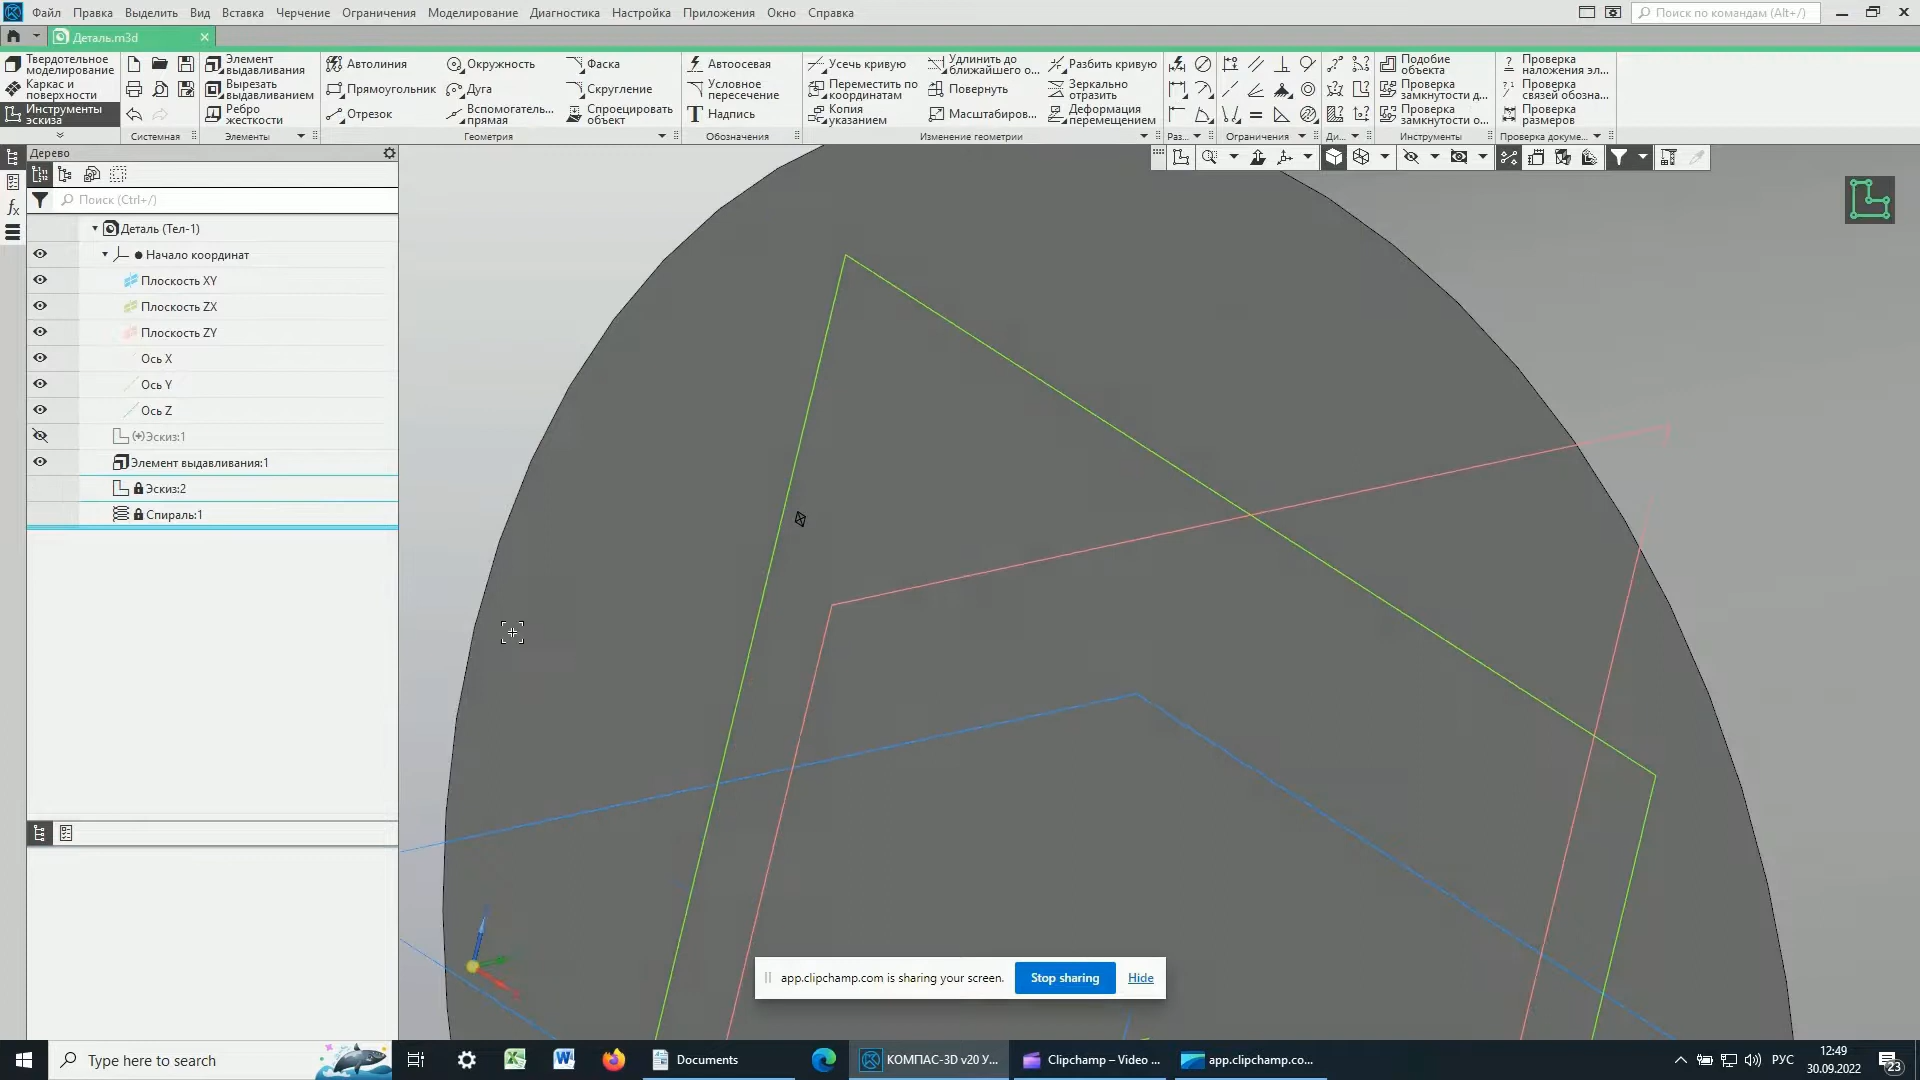 Файл Правка Выделить Вид Вставка Черчение Ограничения Моделирование Диагностика Настройка Приложения Окно Справка
Поиск по командам (Alt+/)
Деталь.m3d
Твердотельное моделирование
Каркас и поверхности
Инструменты эскиза
Системная
Элемент выдавливания
Вырезать выдавливанием
Ребро жесткости
Элементы
Автолиния
Прямоугольник
Отрезок
Окружность
Дуга
Вспомогатель... прямая
Фаска
Скругление
Спроецировать объект
Геометрия
Автоосевая
Условное пересечение
Надпись
Обозначения
Усечь кривую
Переместить по координатам
Копия указанием
Удлинить до ближайшего о...
Повернуть
Масштабиров...
Разбить кривую
Зеркально отразить
Деформация перемещением
Изменение геометрии
Раз...
Ограничения
Ди...
Подобие объекта
Проверка замкнутости д...
Проверка замкнутости о...
Инструменты
Проверка наложения эл...
Проверка связей обозна...
Проверка размеров
Проверка докуме...
Дерево
Поиск (Ctrl+/)
Деталь (Тел-1)
Начало координат
Плоскость XY
Плоскость ZX
Плоскость ZY
Ось X
Ось Y
Ось Z
(+)Эскиз:1
Элемент выдавливания:1
Эскиз:2
Спираль:1
app.clipchamp.com is sharing your screen.
Stop sharing
Hide
Type here to search
Documents
КОМПАС-3D v20 У...
Clipchamp – Video ...
app.clipchamp.co...
РУС
12:49
30.09.2022
23